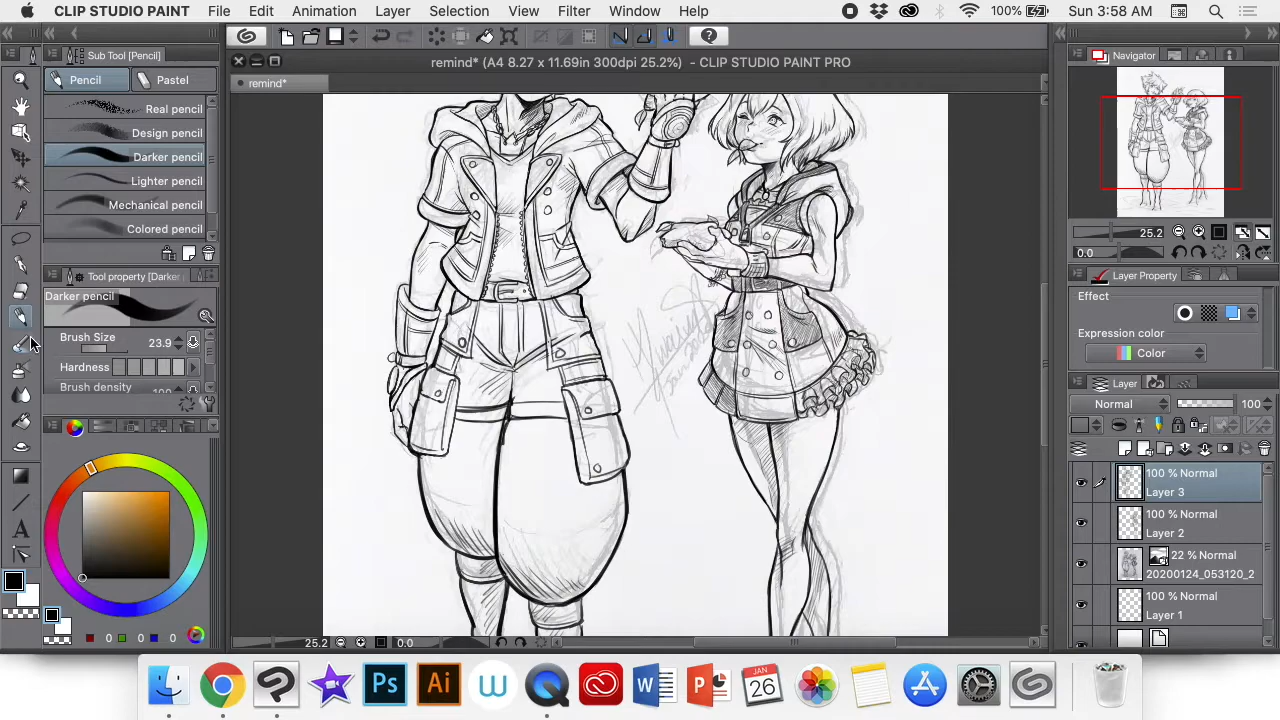 CLIP STUDIO PAINT File Edit Animation Layer Selection View Filter Window Help 100% Sun 3:58 AM
Sub Tool [Pencil]
Pencil Pastel
Real pencil
Design pencil
Darker pencil
Lighter pencil
Mechanical pencil
Colored pencil
Tool property [Darker
Darker pencil
Brush Size 23.9
Hardness
Brush density 100
0 0 0
A
remind* (A4 8.27 x 11.69in 300dpi 25.2%) - CLIP STUDIO PAINT PRO
remind*
25.2 0.0
Navigator
25.2
0.0
Layer Property
Effect
Expression color
Color
Layer
Normal 100
100 % Normal
Layer 3
100 % Normal
Layer 2
22 % Normal
20200124_053120_2
100 % Normal
Layer 1
Ps Ai W P JAN
26